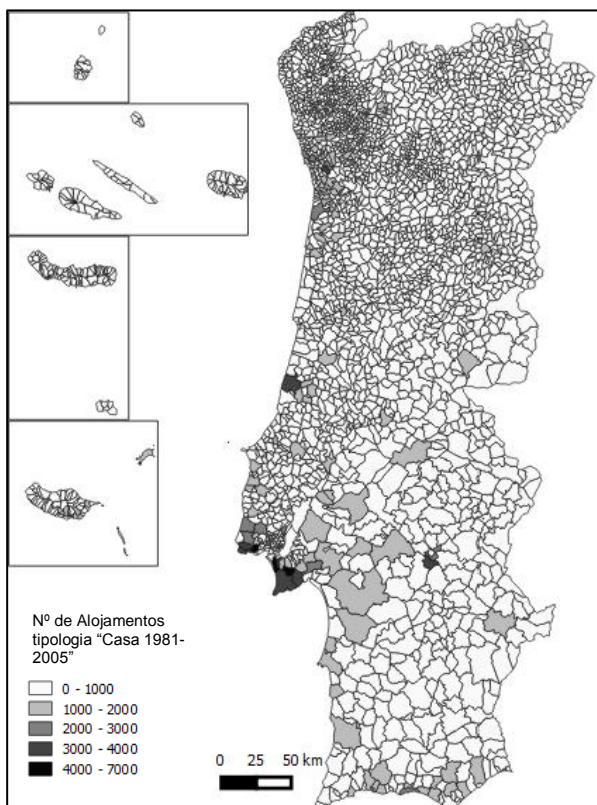 Nº de Alojamentos
tipologia “Casa 1981-
2005”
0 - 1000
1000 - 2000
2000 - 3000
3000 - 4000
4000 - 7000
0 25 50 km